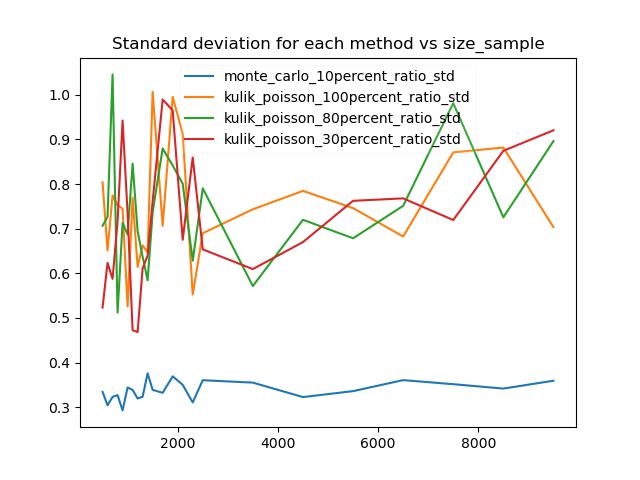 Standard deviation for each method vs size_sample
monte_carlo_10percent_ratio_std
kulik_poisson_100percent_ratio_std
kulik_poisson_80percent_ratio_std
kulik_poisson_30percent_ratio_std
1.0
0.9
0.8
0.7
0.6
0.5
0.4
0.3
2000 4000 6000 8000